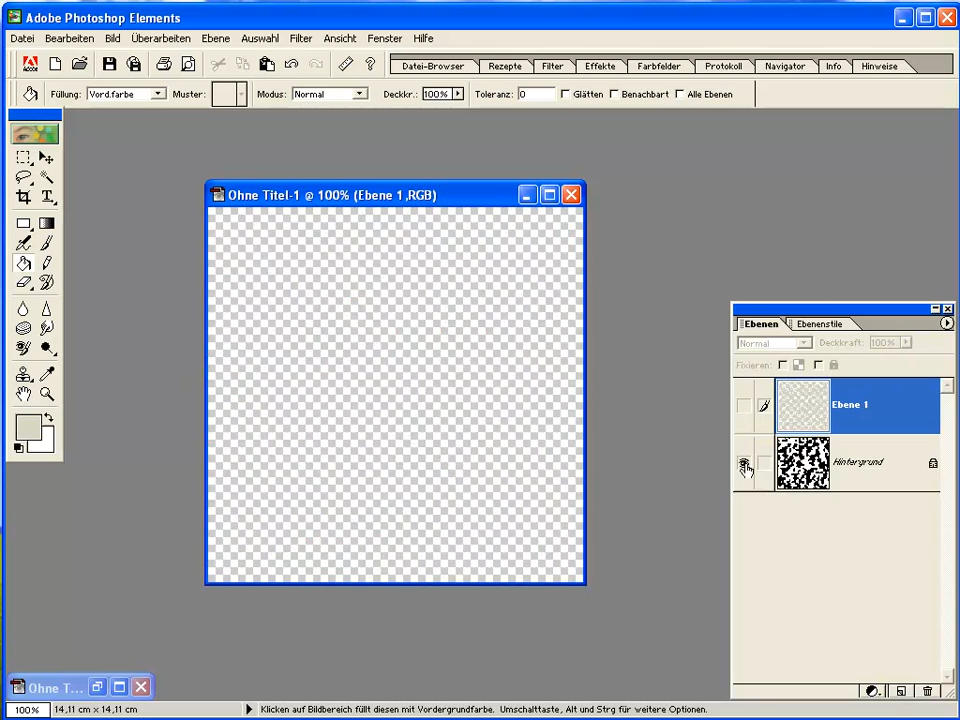 Adobe Photoshop Elements
Datei Bearbeiten Bild Überarbeiten Ebene Auswahl Filter Ansicht Fenster Hilfe
Datei-Browser Rezepte Filter Effekte Farbfelder Protokoll Navigator Info Hinweise
Füllung: Vord.farbe Muster: Modus: Normal Deckkr.: 100% Toleranz: 0 Glätten Benachbart Alle Ebenen
Ohne Titel-1 @ 100% (Ebene 1,RGB)
Ebenen Ebenenstile
Normal Deckkraft: 100%
Fixieren:
Ebene 1
Hintergrund
Ohne T...
100% 14,11 cm x 14,11 cm Klicken auf Bildbereich füllt diesen mit Vordergrundfarbe. Umschalttaste, Alt und Strg für weitere Optionen.